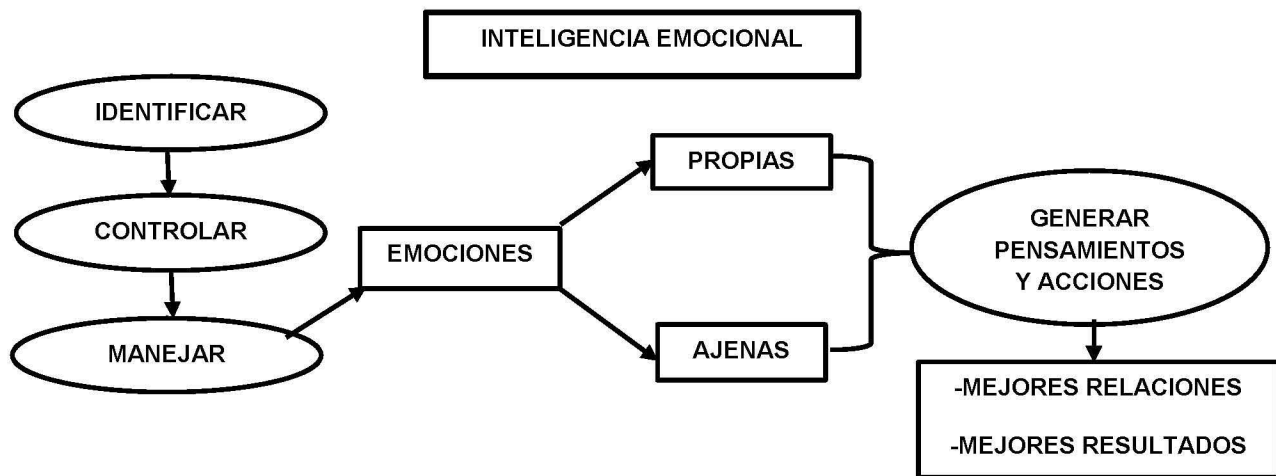 INTELIGENCIA EMOCIONAL
IDENTIFICAR
CONTROLAR
MANEJAR
EMOCIONES
PROPIAS
AJENAS
GENERAR
PENSAMIENTOS
Y ACCIONES
-MEJORES RELACIONES
-MEJORES RESULTADOS